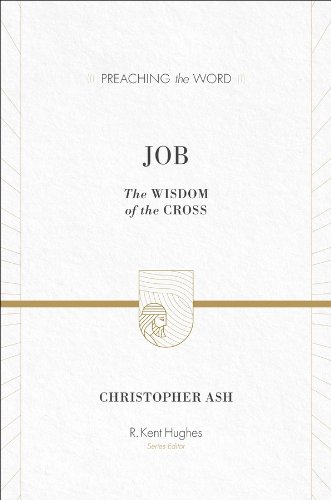 PREACHING the WORD
JOB
The WISDOM
of the CROSS
CHRISTOPHER ASH
R. Kent Hughes
Series Editor